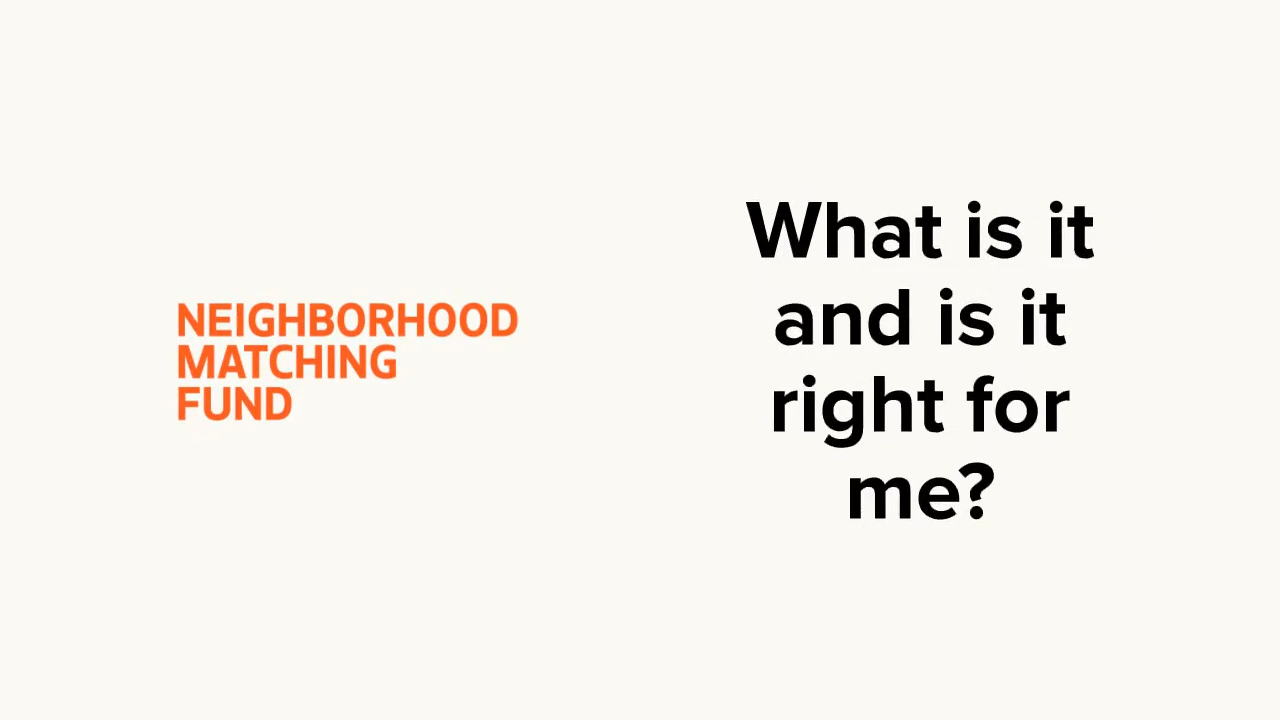 NEIGHBORHOOD
MATCHING
FUND
What is it
and is it
right for
me?